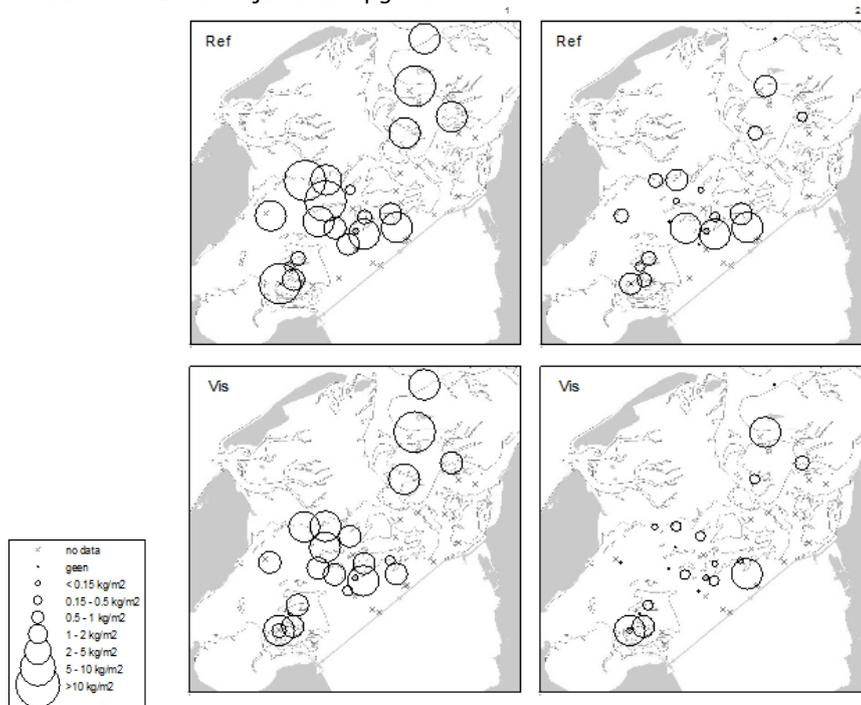 1
2
Ref
Ref
Vis
Vis
no data
geen
< 0.15 kg/m2
0.15 - 0.5 kg/m2
0.5 - 1 kg/m2
1 - 2 kg/m2
2 - 5 kg/m2
5 - 10 kg/m2
>10 kg/m2